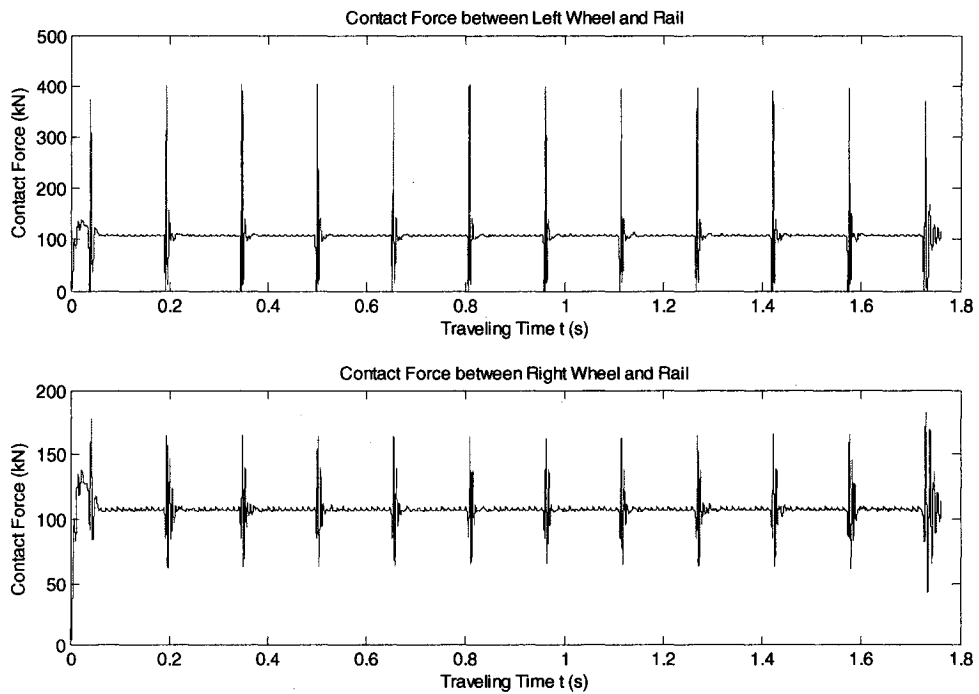 Contact Force between Left Wheel and Rail
500
400
300
200
100
0
Contact Force (kN)
0 0.2 0.4 0.6 0.8 1 1.2 1.4 1.6 1.8
Traveling Time t (s)
Contact Force between Right Wheel and Rail
200
150
100
50
0
Contact Force (kN)
0 0.2 0.4 0.6 0.8 1 1.2 1.4 1.6 1.8
Traveling Time t (s)